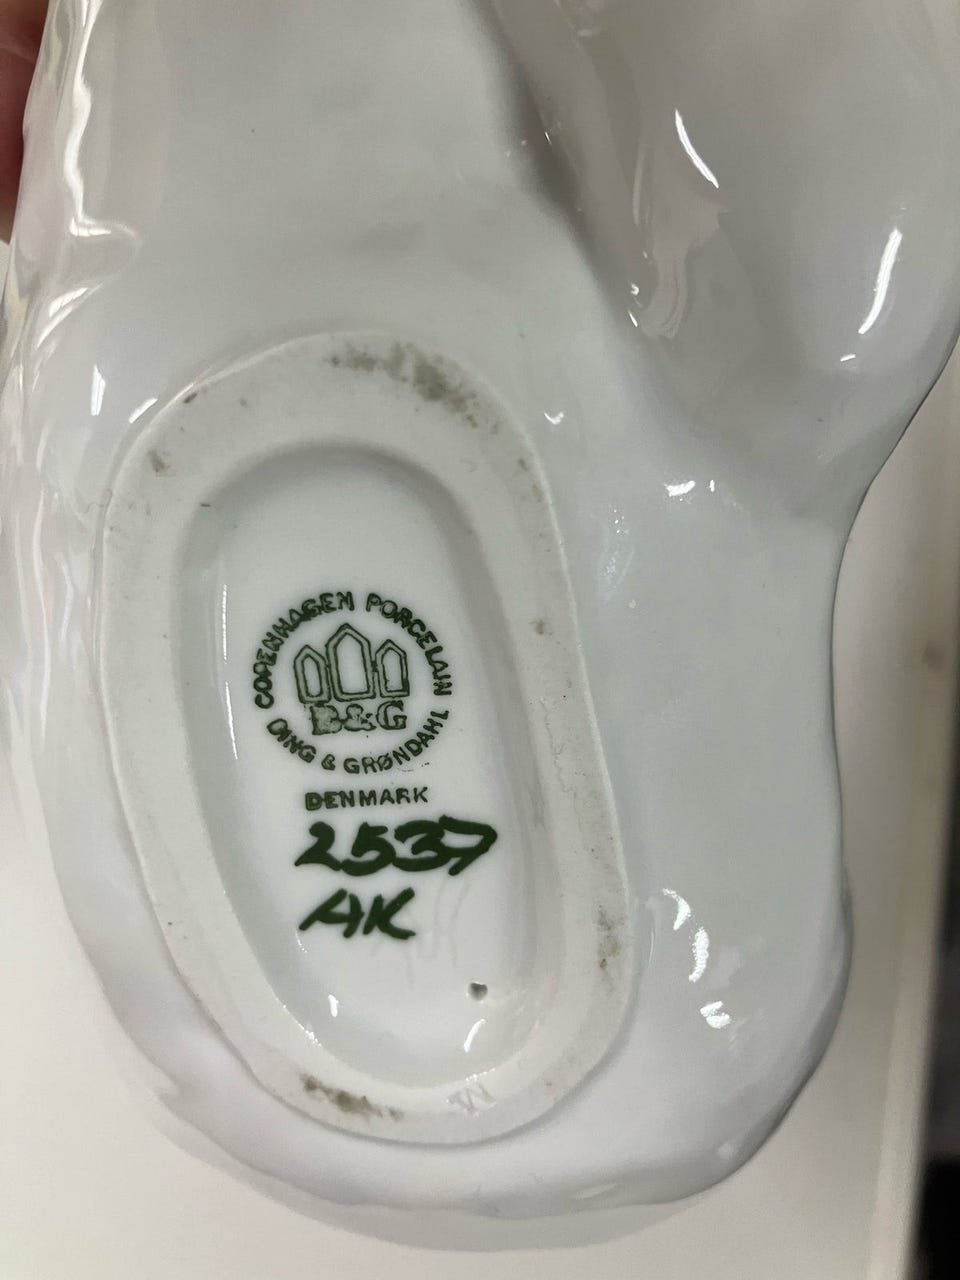 COPENHAGEN PORCELAIN
B&G
BING & GRØNDAHL
DENMARK
2537
AK